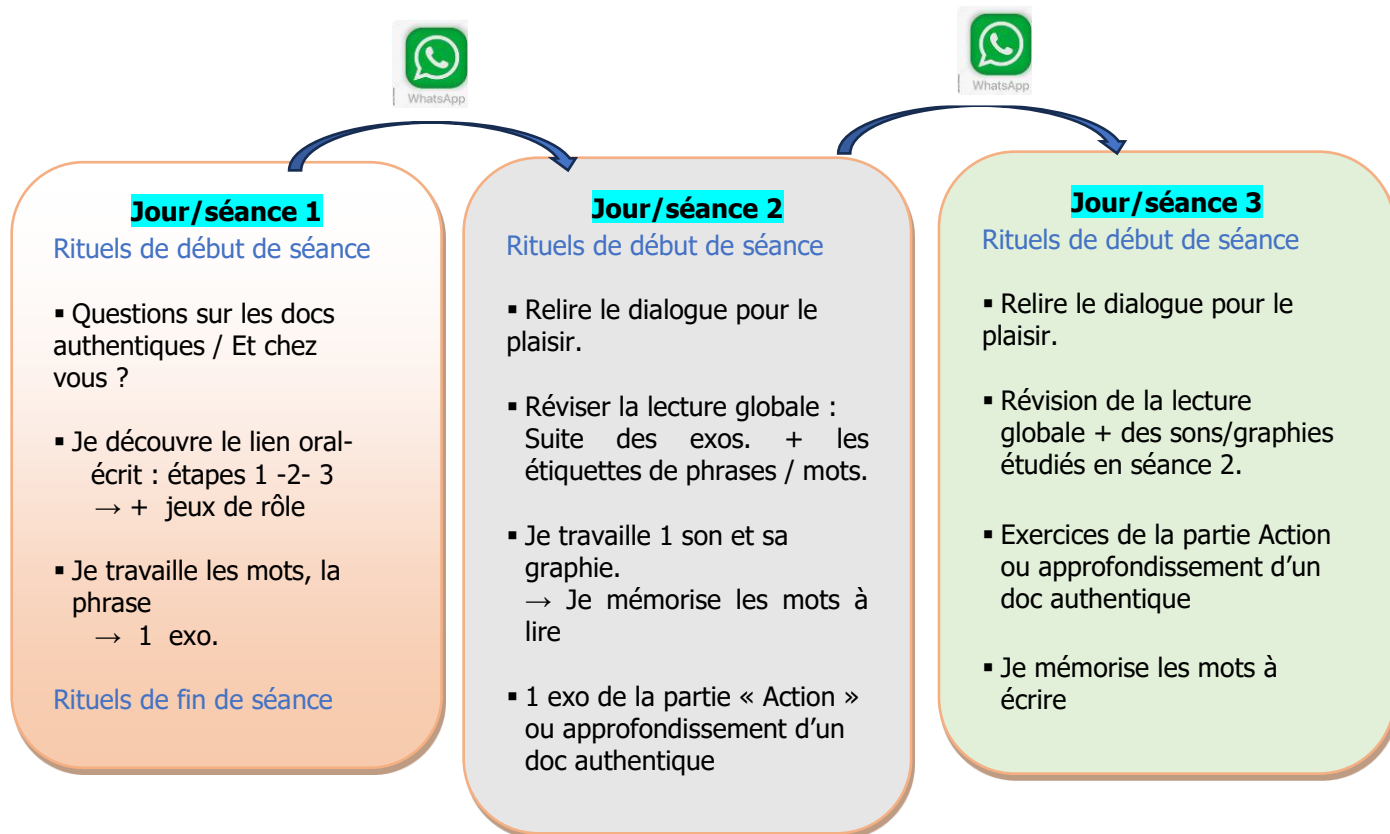 WhatsApp
WhatsApp
Jour/séance 1
Rituels de début de séance
▪ Questions sur les docs
authentiques / Et chez
vous ?
▪ Je découvre le lien oral-
écrit : étapes 1 -2- 3
→ + jeux de rôle
▪ Je travaille les mots, la
phrase
→ 1 exo.
Rituels de fin de séance
Jour/séance 2
Rituels de début de séance
▪ Relire le dialogue pour le
plaisir.
▪ Réviser la lecture globale :
Suite des exos. + les
étiquettes de phrases / mots.
▪ Je travaille 1 son et sa
graphie.
→ Je mémorise les mots à
lire
▪ 1 exo de la partie « Action »
ou approfondissement d’un
doc authentique
Jour/séance 3
Rituels de début de séance
▪ Relire le dialogue pour le
plaisir.
▪ Révision de la lecture
globale + des sons/graphies
étudiés en séance 2.
▪ Exercices de la partie Action
ou approfondissement d’un
doc authentique
▪ Je mémorise les mots à
écrire